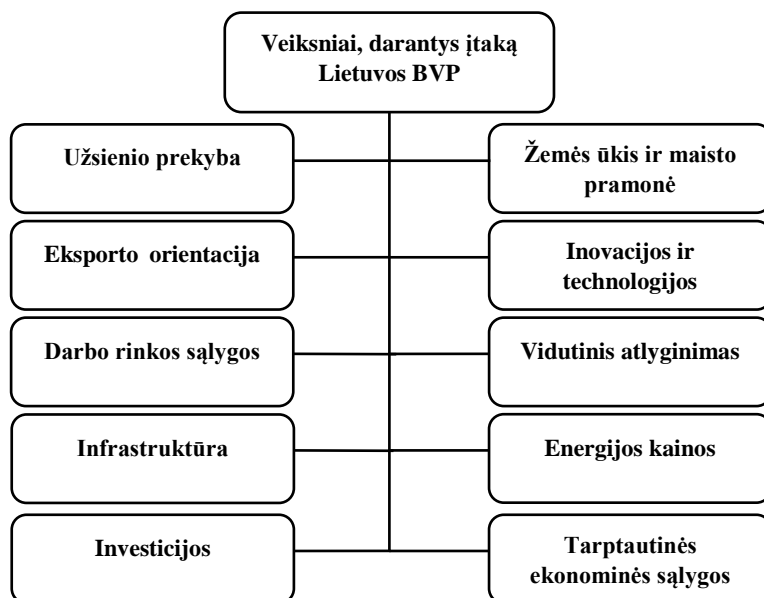 Veiksniai, darantys įtaką
Lietuvos BVP
Užsienio prekyba
Žemės ūkis ir maisto
pramonė
Eksporto orientacija
Inovacijos ir
technologijos
Darbo rinkos sąlygos
Vidutinis atlyginimas
Infrastruktūra
Energijos kainos
Investicijos
Tarptautinės
ekonominės sąlygos